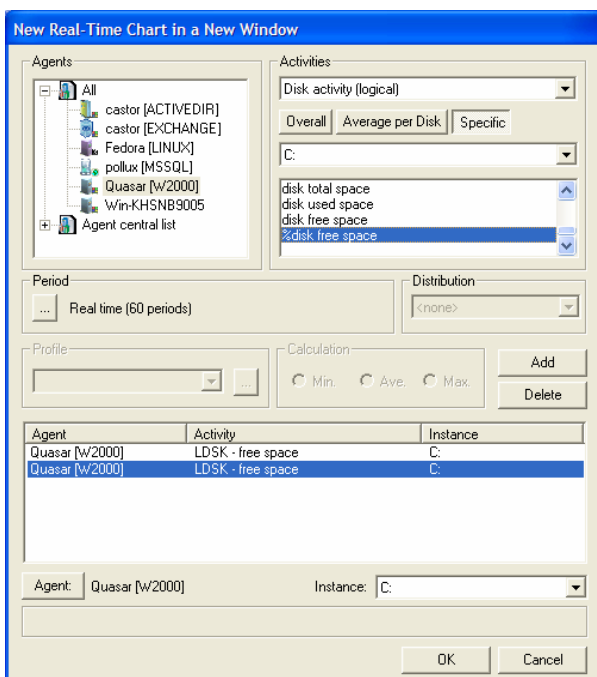 New Real-Time Chart in a New Window
Agents
All
castor [ACTIVEDIR]
castor [EXCHANGE]
Fedora [LINUX]
pollux [MSSQL]
Quasar [W2000]
Win-KHSNB9005
Agent central list
Activities
Disk activity (logical)
Overall Average per Disk Specific
C:
disk total space
disk used space
disk free space
%disk free space
Period
... Real time (60 periods)
Distribution
<none>
Profile
...
Calculation
Min. Ave. Max.
Add
Delete
Agent Activity Instance
Quasar [W2000] LDSK - free space C:
Quasar [W2000] LDSK - free space C:
Agent: Quasar [W2000] Instance: C:
OK Cancel